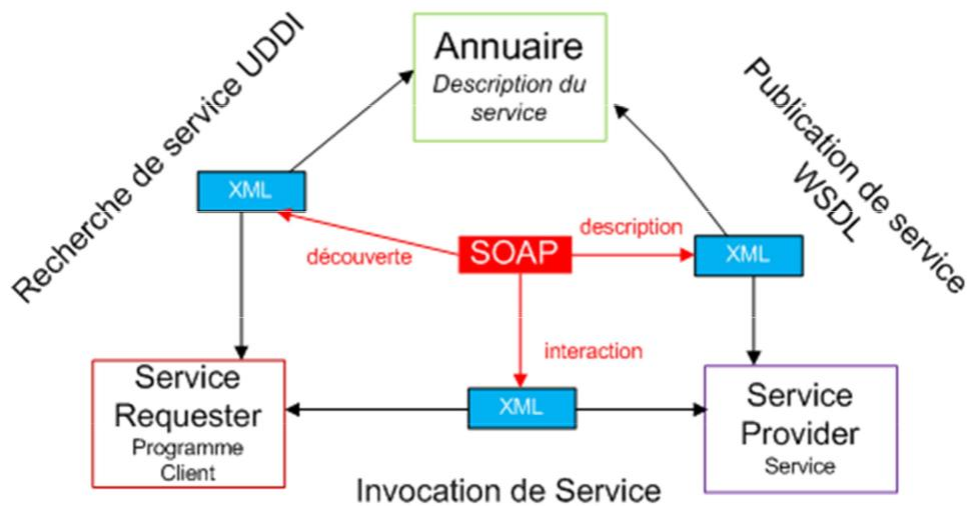 Recherche de service UDDI
Annuaire
Description du
service
Publication de service
WSDL
XML
découverte
SOAP
description
XML
interaction
Service
Requester
Programme
Client
XML
Service
Provider
Service
Invocation de Service